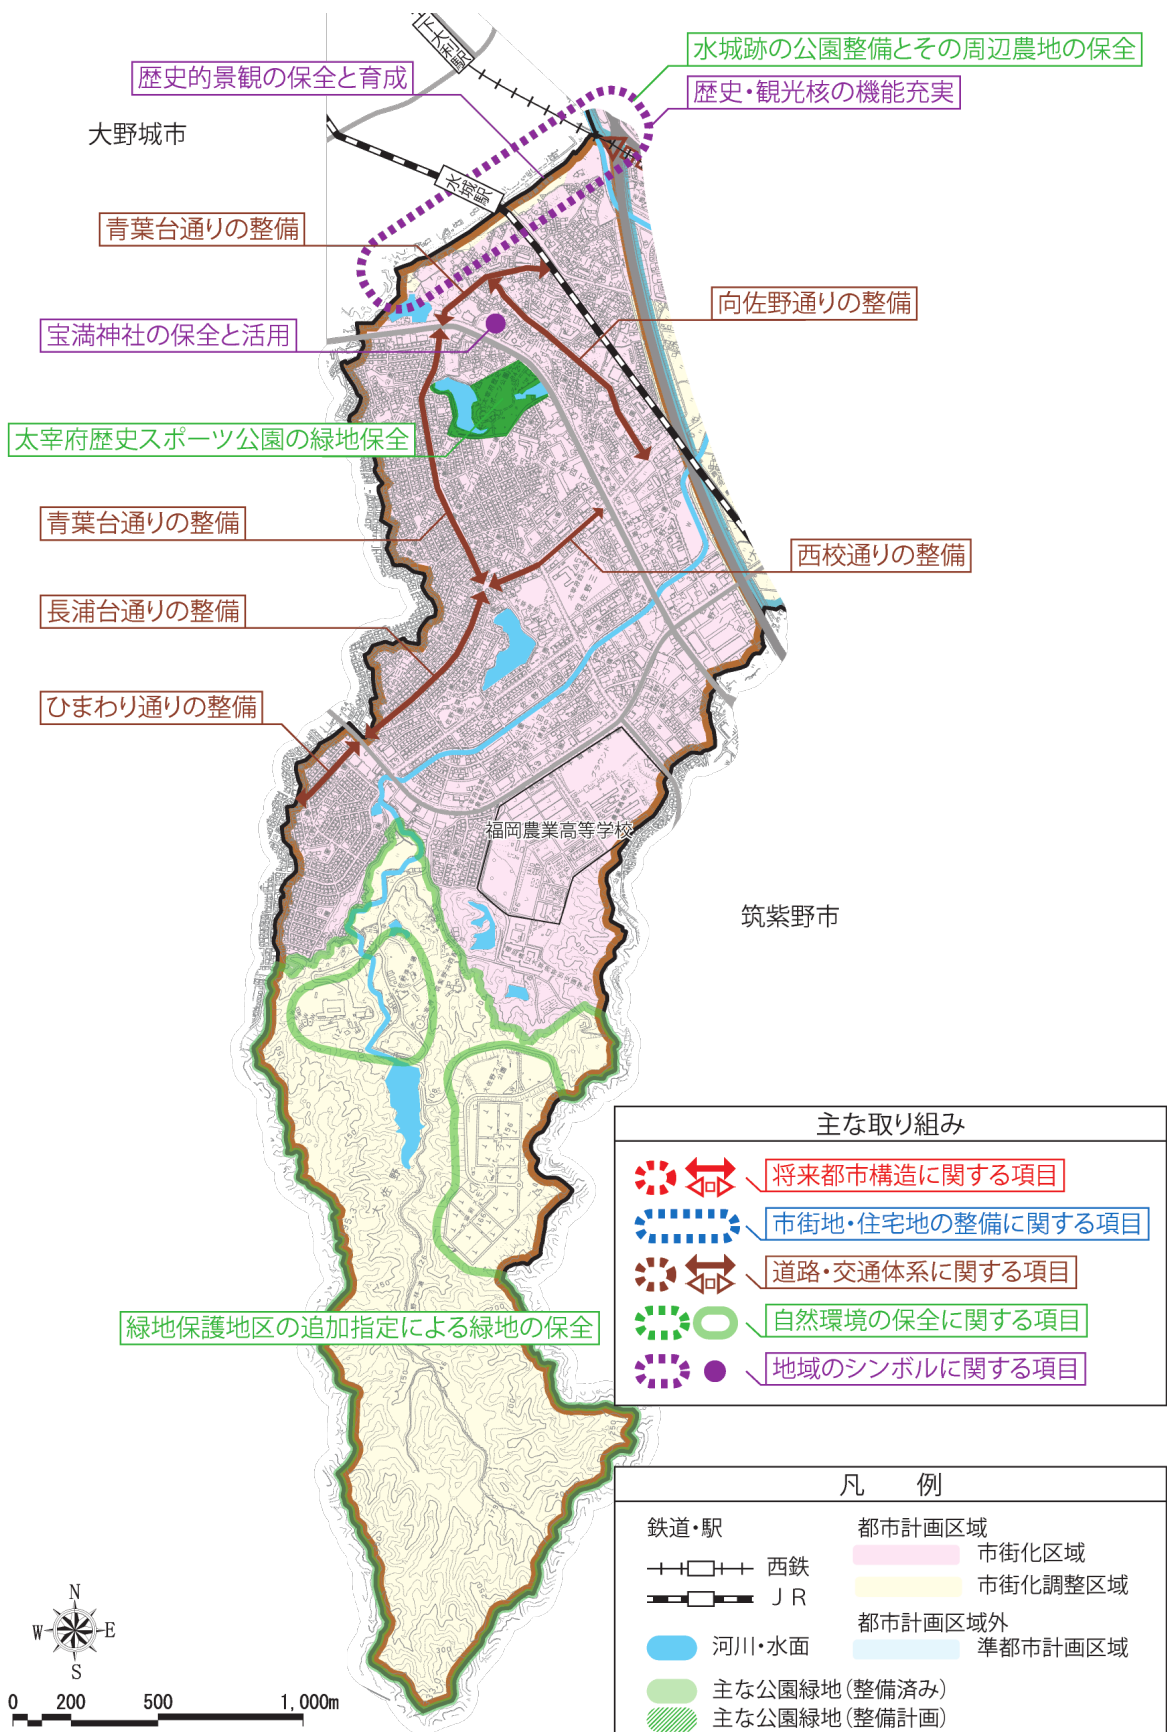 下大利駅
水城跡の公園整備とその周辺農地の保全
歴史的景観の保全と育成
歴史・観光核の機能充実
大野城市
水城駅
青葉台通りの整備
向佐野通りの整備
宝満神社の保全と活用
太宰府歴史スポーツ公園の緑地保全
青葉台通りの整備
西校通りの整備
長浦台通りの整備
ひまわり通りの整備
福岡農業高等学校
筑紫野市
緑地保護地区の追加指定による緑地の保全
主な取り組み
将来都市構造に関する項目
市街地・住宅地の整備に関する項目
道路・交通体系に関する項目
自然環境の保全に関する項目
地域のシンボルに関する項目
凡 例
鉄道・駅
西鉄
ＪＲ
河川・水面
主な公園緑地（整備済み）
主な公園緑地（整備計画）
都市計画区域
市街化区域
市街化調整区域
都市計画区域外
準都市計画区域
N
W E
S
0 200 500 1,000m